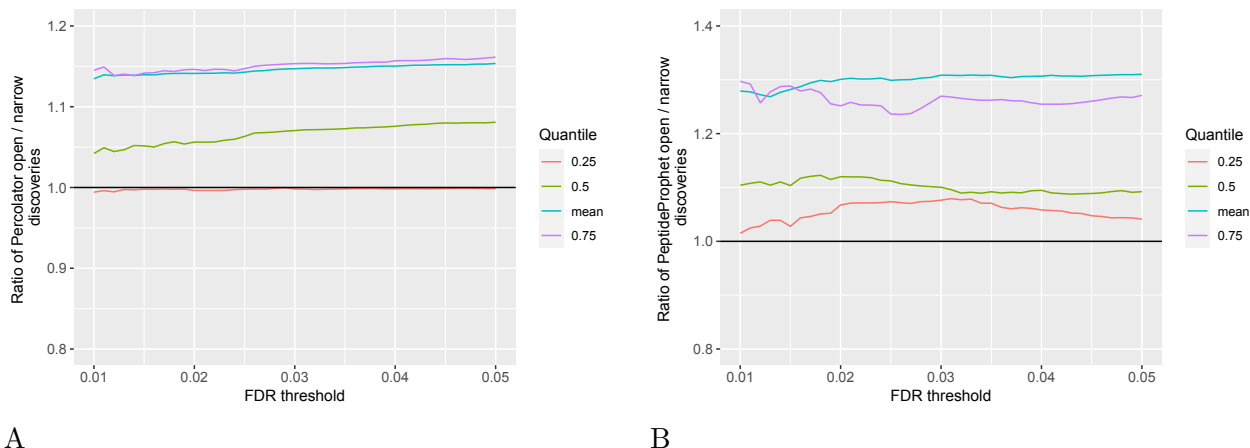 Ratio of Percolator open / narrow
discoveries
1.2
1.1
1.0
0.9
0.8
0.01
0.02
0.03
0.04
0.05
FDR threshold
Quantile
0.25
0.5
mean
0.75
A
Ratio of PeptideProphet open / narrow
discoveries
1.4
1.2
1.0
0.8
0.01
0.02
0.03
0.04
0.05
FDR threshold
Quantile
0.25
0.5
mean
0.75
B